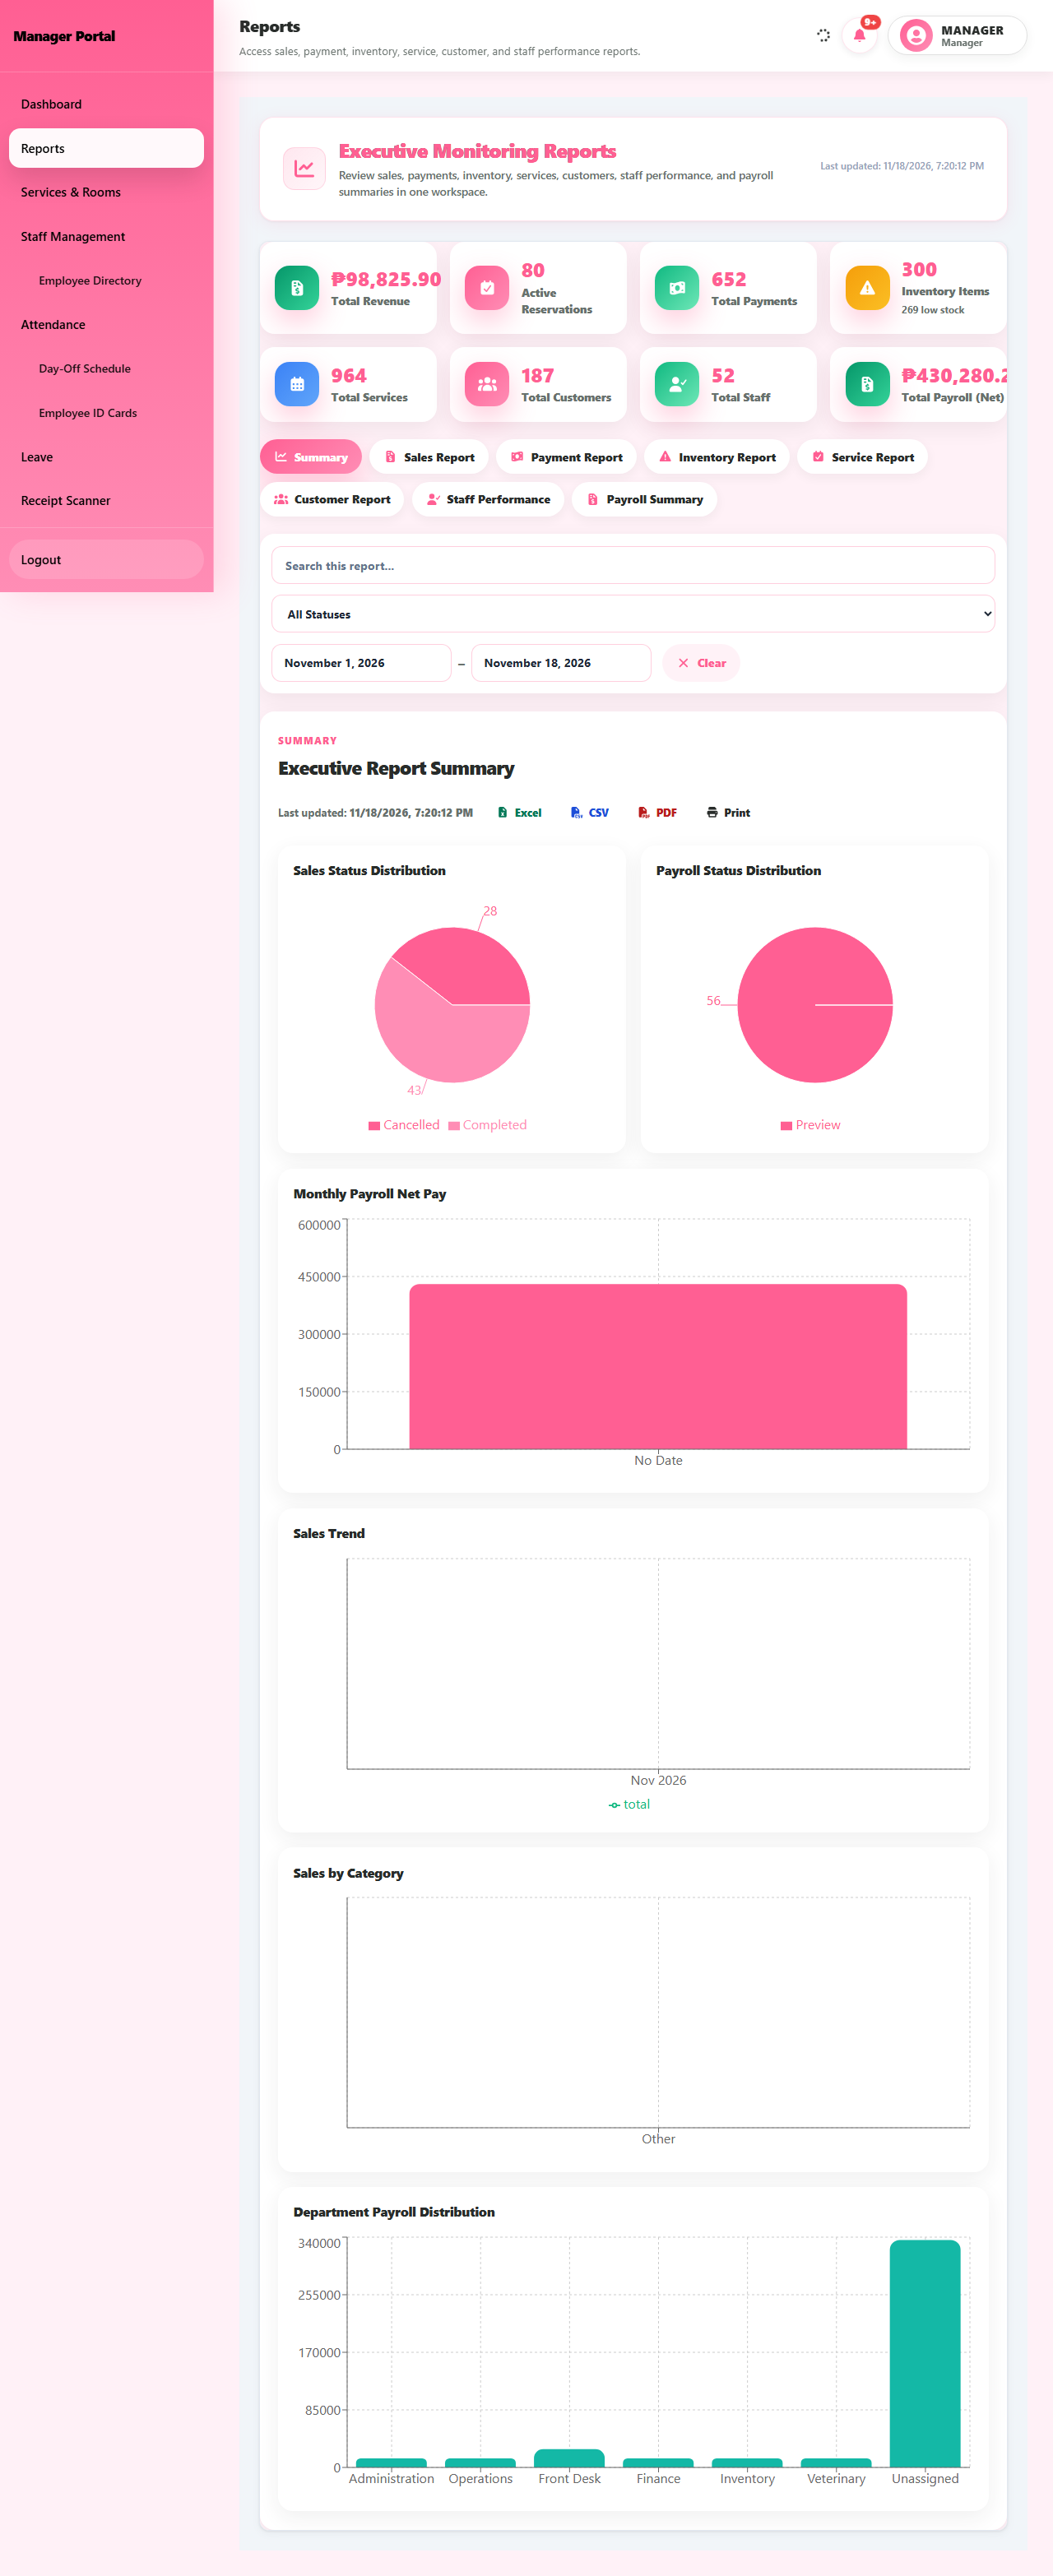 Manager Portal
Dashboard
Reports
Services & Rooms
Staff Management
Employee Directory
Attendance
Day-Off Schedule
Employee ID Cards
Leave
Receipt Scanner
Logout
Reports
Access sales, payment, inventory, service, customer, and staff performance reports.
9+
MANAGER
Manager
Executive Monitoring Reports
Review sales, payments, inventory, services, customers, staff performance, and payroll
summaries in one workspace.
Last updated: 11/18/2026, 7:20:12 PM
₱98,825.90
Total Revenue
80
Active
Reservations
652
Total Payments
300
Inventory Items
269 low stock
964
Total Services
187
Total Customers
52
Total Staff
₱430,280.2
Total Payroll (Net)
Summary
Sales Report
Payment Report
Inventory Report
Service Report
Customer Report
Staff Performance
Payroll Summary
Search this report...
All Statuses
November 1, 2026 – November 18, 2026
Clear
SUMMARY
Executive Report Summary
Last updated: 11/18/2026, 7:20:12 PM
Excel
CSV
PDF
Print
Sales Status Distribution
28
43
Cancelled
Completed
Payroll Status Distribution
56
Preview
Monthly Payroll Net Pay
600000
450000
300000
150000
0
No Date
Sales Trend
Nov 2026
total
Sales by Category
Other
Department Payroll Distribution
340000
255000
170000
85000
0
Administration
Operations
Front Desk
Finance
Inventory
Veterinary
Unassigned